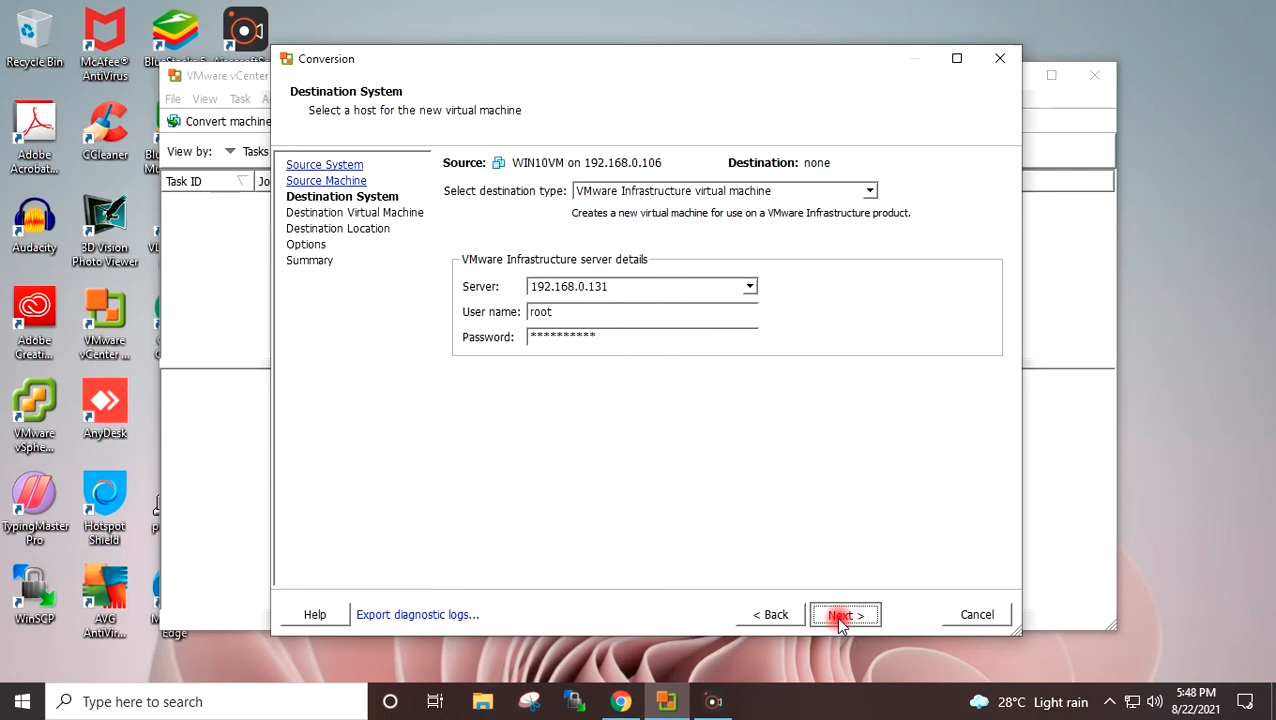 Recycle Bin
McAfee®
AntiVirus
Adobe
Acrobat...
CCleaner
Audacity
3D Vision
Photo Viewer
Adobe
Creati...
VMware
vCenter ...
VMware
vSphe...
AnyDesk
TypingMaster
Pro
Hotspot
Shield
WinSCP
AVG
AntiVir...
Edge
VMware vCenter
File View Task
Convert machine
View by: Tasks
Task ID
Conversion
Destination System
Select a host for the new virtual machine
Source System
Source Machine
Destination System
Destination Virtual Machine
Destination Location
Options
Summary
Source: WIN10VM on 192.168.0.106 Destination: none
Select destination type: VMware Infrastructure virtual machine
Creates a new virtual machine for use on a VMware Infrastructure product.
VMware Infrastructure server details
Server: 192.168.0.131
User name: root
Password: **********
Help Export diagnostic logs... < Back Next > Cancel
Type here to search
28°C Light rain
5:48 PM
8/22/2021